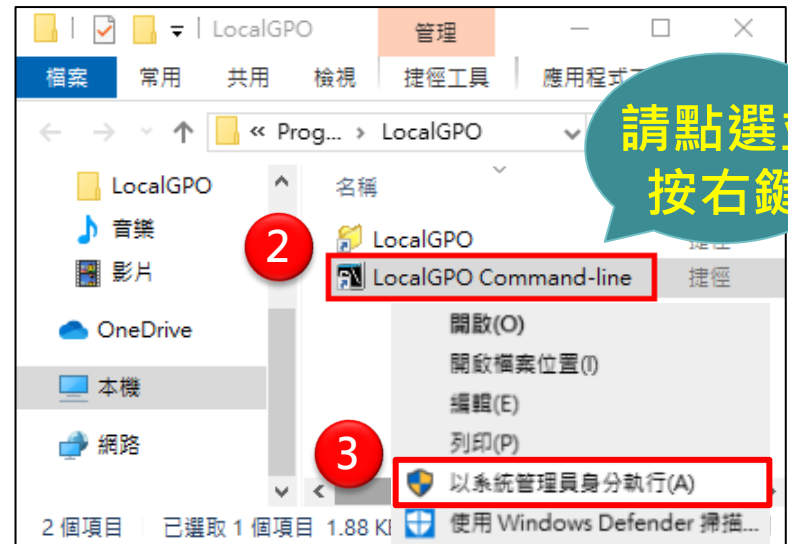 LocalGPO 管理
檔案 常用 共用 檢視 捷徑工具 應用程式
« Prog... › LocalGPO
請點選
按右鍵
LocalGPO
名稱
音樂
2
LocalGPO
影片
LocalGPO Command-line 捷徑
OneDrive
開啟(O)
開啟檔案位置(I)
本機
編輯(E)
網路
列印(P)
3
以系統管理員身分執行(A)
2 個項目 已選取 1 個項目 1.88 K
使用 Windows Defender 掃描...